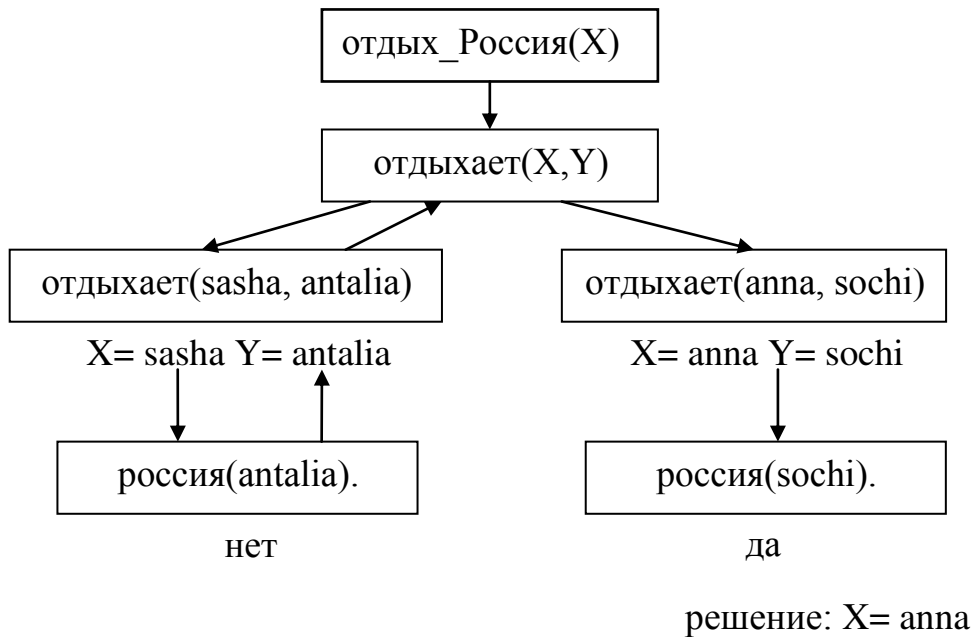 отдых_Россия(X)
отдыхает(X,Y)
отдыхает(sasha, antalia)
отдыхает(anna, sochi)
X= sasha Y= antalia
X= anna Y= sochi
россия(antalia).
россия(sochi).
нет
да
решение: X= anna